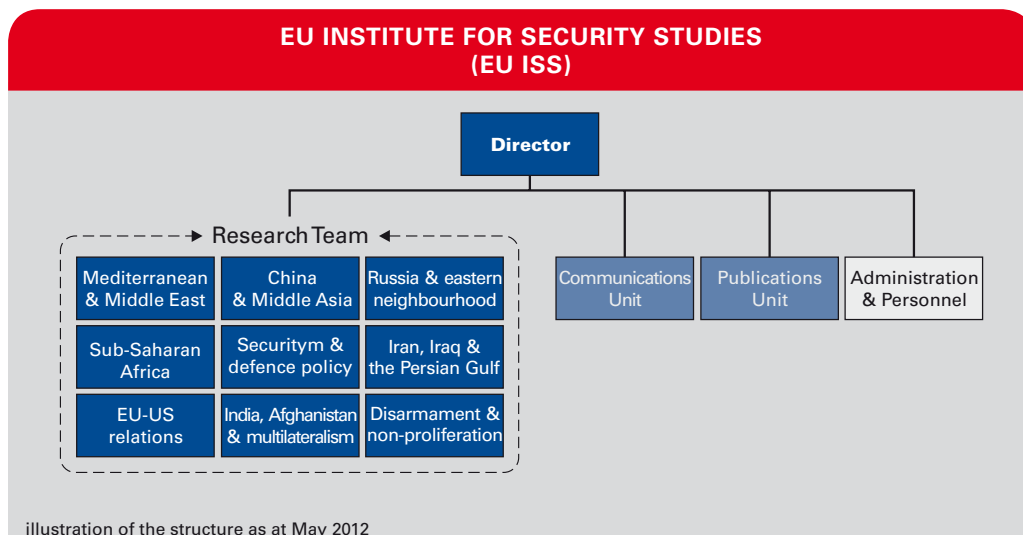 EU INSTITUTE FOR SECURITY STUDIES
(EU ISS)
Director
Research Team
Mediterranean
& Middle East
China
& Middle Asia
Russia & eastern
neighbourhood
Sub-Saharan
Africa
Securitym &
defence policy
Iran, Iraq &
the Persian Gulf
EU-US
relations
India, Afghanistan
& multilateralism
Disarmament &
non-proliferation
Communications
Unit
Publications
Unit
Administration
& Personnel
illustration of the structure as at May 2012